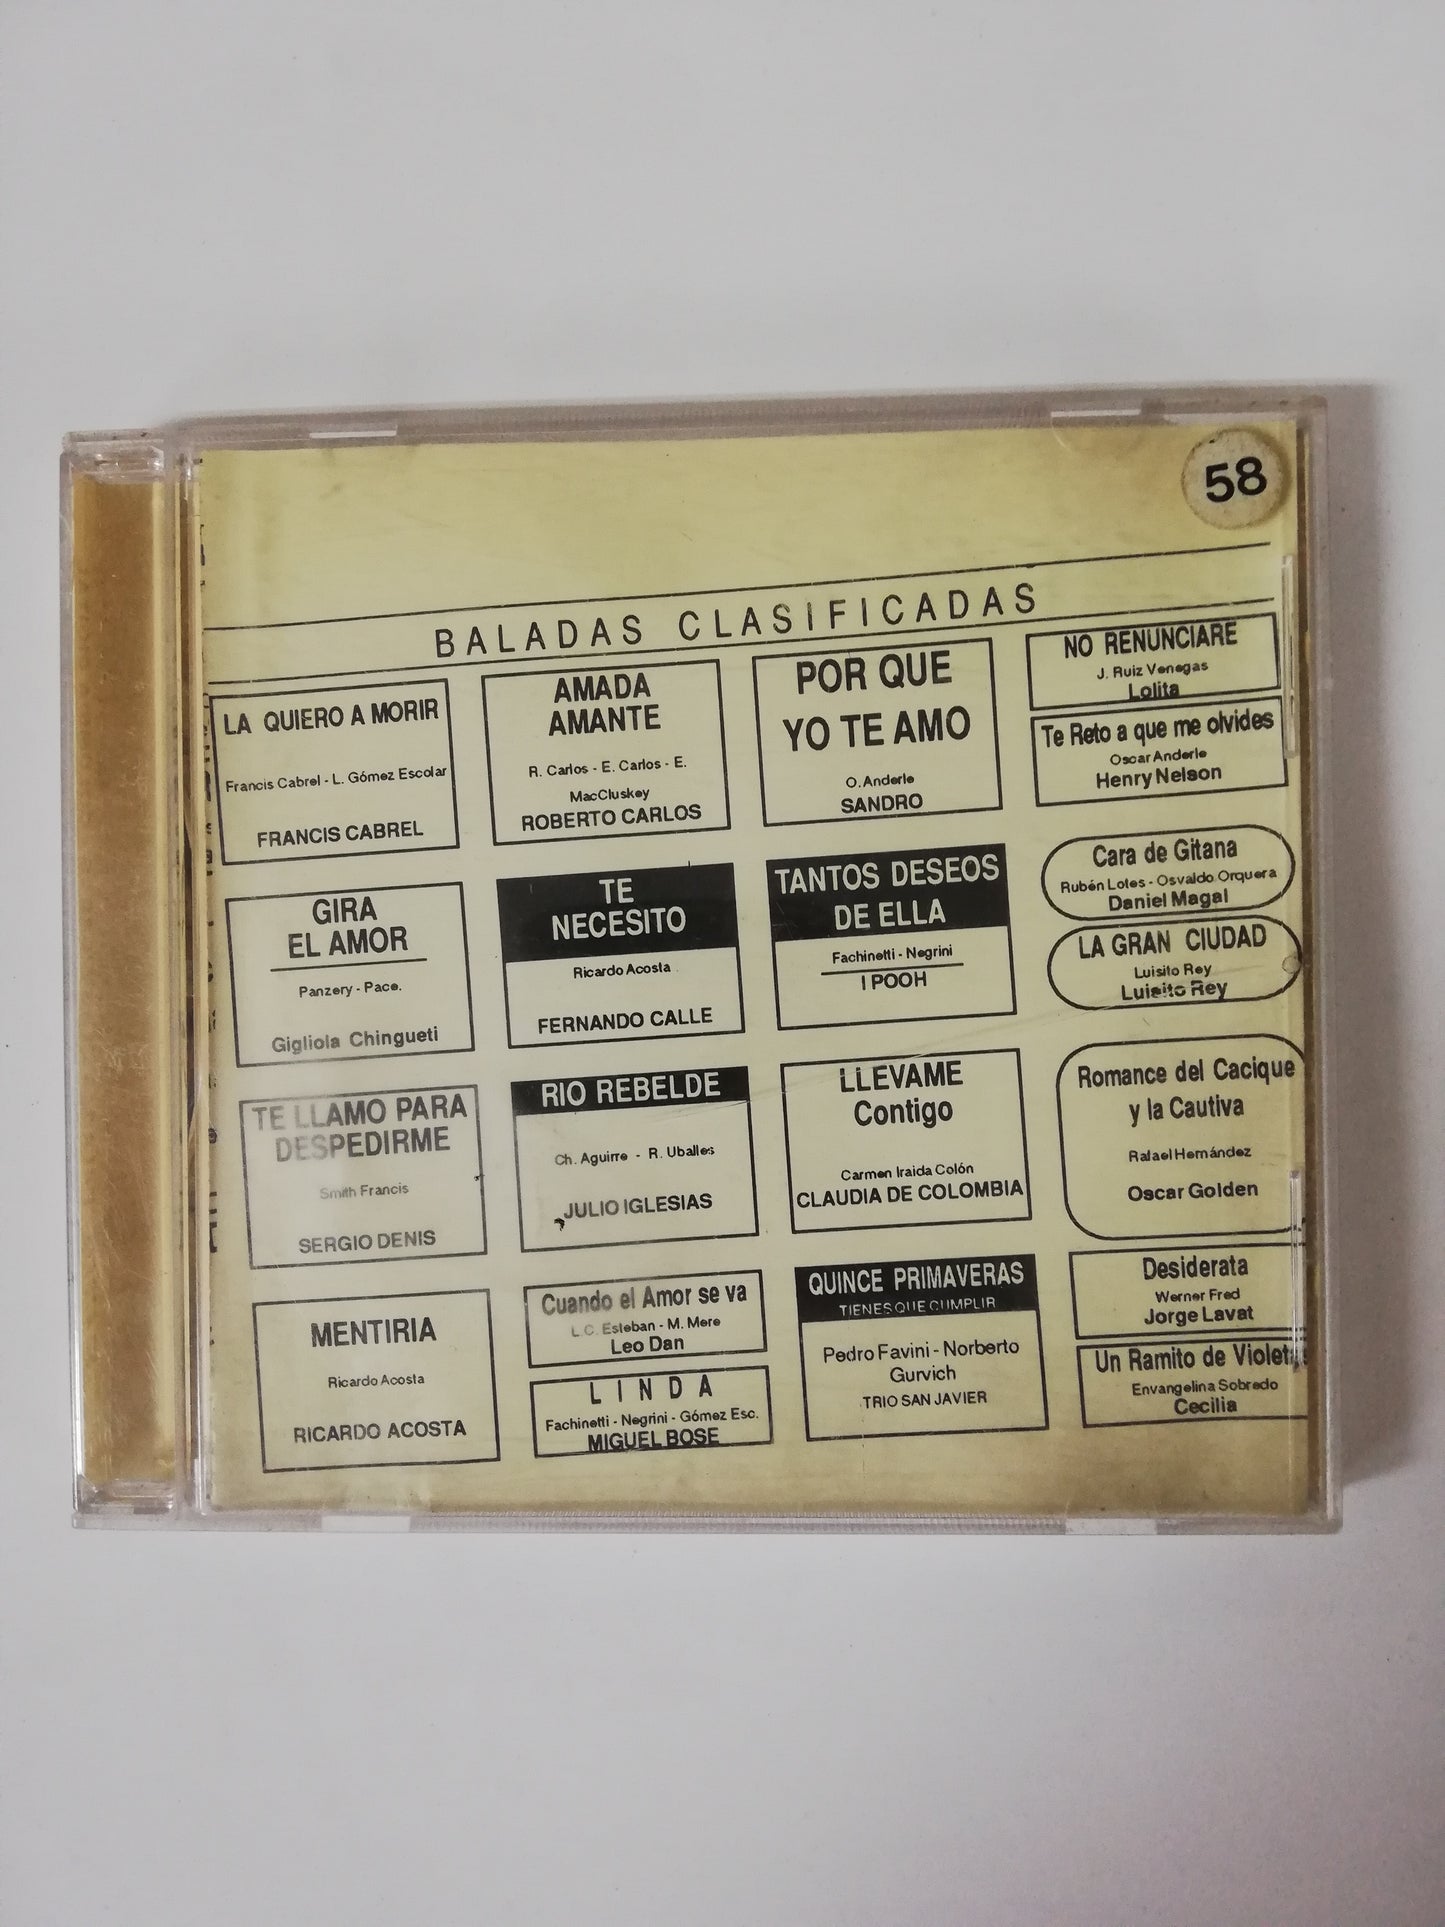 58
BALADAS CLASIFICADAS
LA QUIERO A MORIR
Francis Cabrel - L. Gómez Escolar
FRANCIS CABREL
AMADA
AMANTE
R. Carlos - E. Carlos - E.
MacCluskey
ROBERTO CARLOS
POR QUE
YO TE AMO
O. Anderle
SANDRO
NO RENUNCIARE
J. Ruiz Venegas
Lolita
Te Reto a que me olvides
Oscar Anderle
Henry Nelson
GIRA
EL AMOR
Panzery - Pace.
Gigliola Chingueti
TE
NECESITO
Ricardo Acosta
FERNANDO CALLE
TANTOS DESEOS
DE ELLA
Fachinetti - Negrini
I POOH
Cara de Gitana
Rubén Lotes - Osvaldo Orquera
Daniel Magal
LA GRAN CIUDAD
Luisito Rey
Luisito Rey
TE LLAMO PARA
DESPEDIRME
Smith Francis
SERGIO DENIS
RIO REBELDE
Ch. Aguirre - R. Uballes
JULIO IGLESIAS
LLEVAME
Contigo
Carmen Iraida Colón
CLAUDIA DE COLOMBIA
Romance del Cacique
y la Cautiva
Rafael Hernández
Oscar Golden
MENTIRIA
Ricardo Acosta
RICARDO ACOSTA
Cuando el Amor se va
L.C. Esteban - M. Mere
Leo Dan
LINDA
Fachinetti - Negrini - Gómez Esc.
MIGUEL BOSE
QUINCE PRIMAVERAS
TIENES QUE CUMPLIR
Pedro Favini - Norberto
Gurvich
TRIO SAN JAVIER
Desiderata
Werner Fred
Jorge Lavat
Un Ramito de Violetas
Envangelina Sobredo
Cecilia